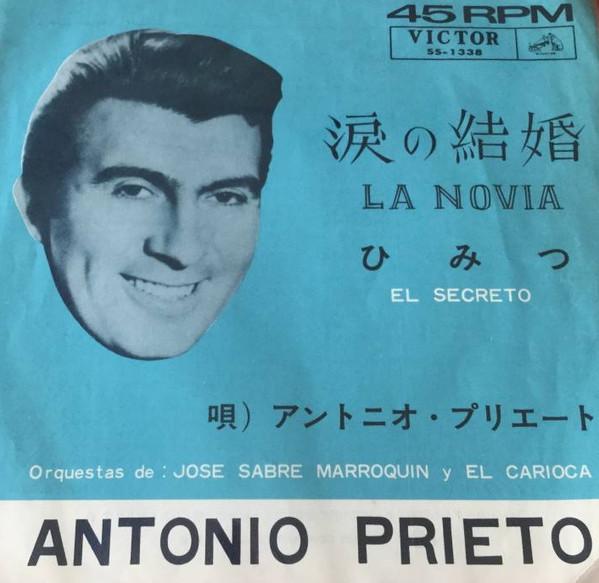 45 RPM
VICTOR
SS-1338
涙の結婚
LA NOVIA
ひみつ
EL SECRETO
唄) アントニオ・プリエート
Orquestas de : JOSE SABRE MARROQUIN y EL CARIOCA
ANTONIO PRIETO